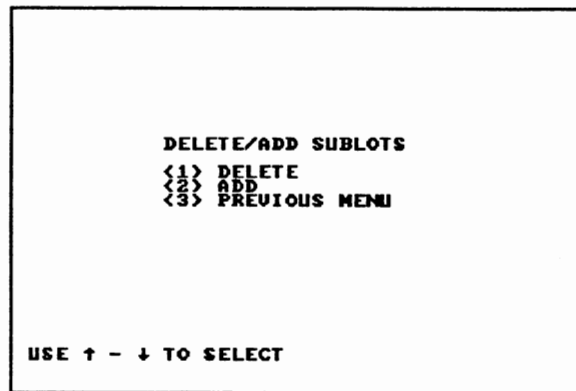 DELETE/ADD SUBLOTS
<1> DELETE
<2> ADD
<3> PREVIOUS MENU
USE ↑ - ↓ TO SELECT